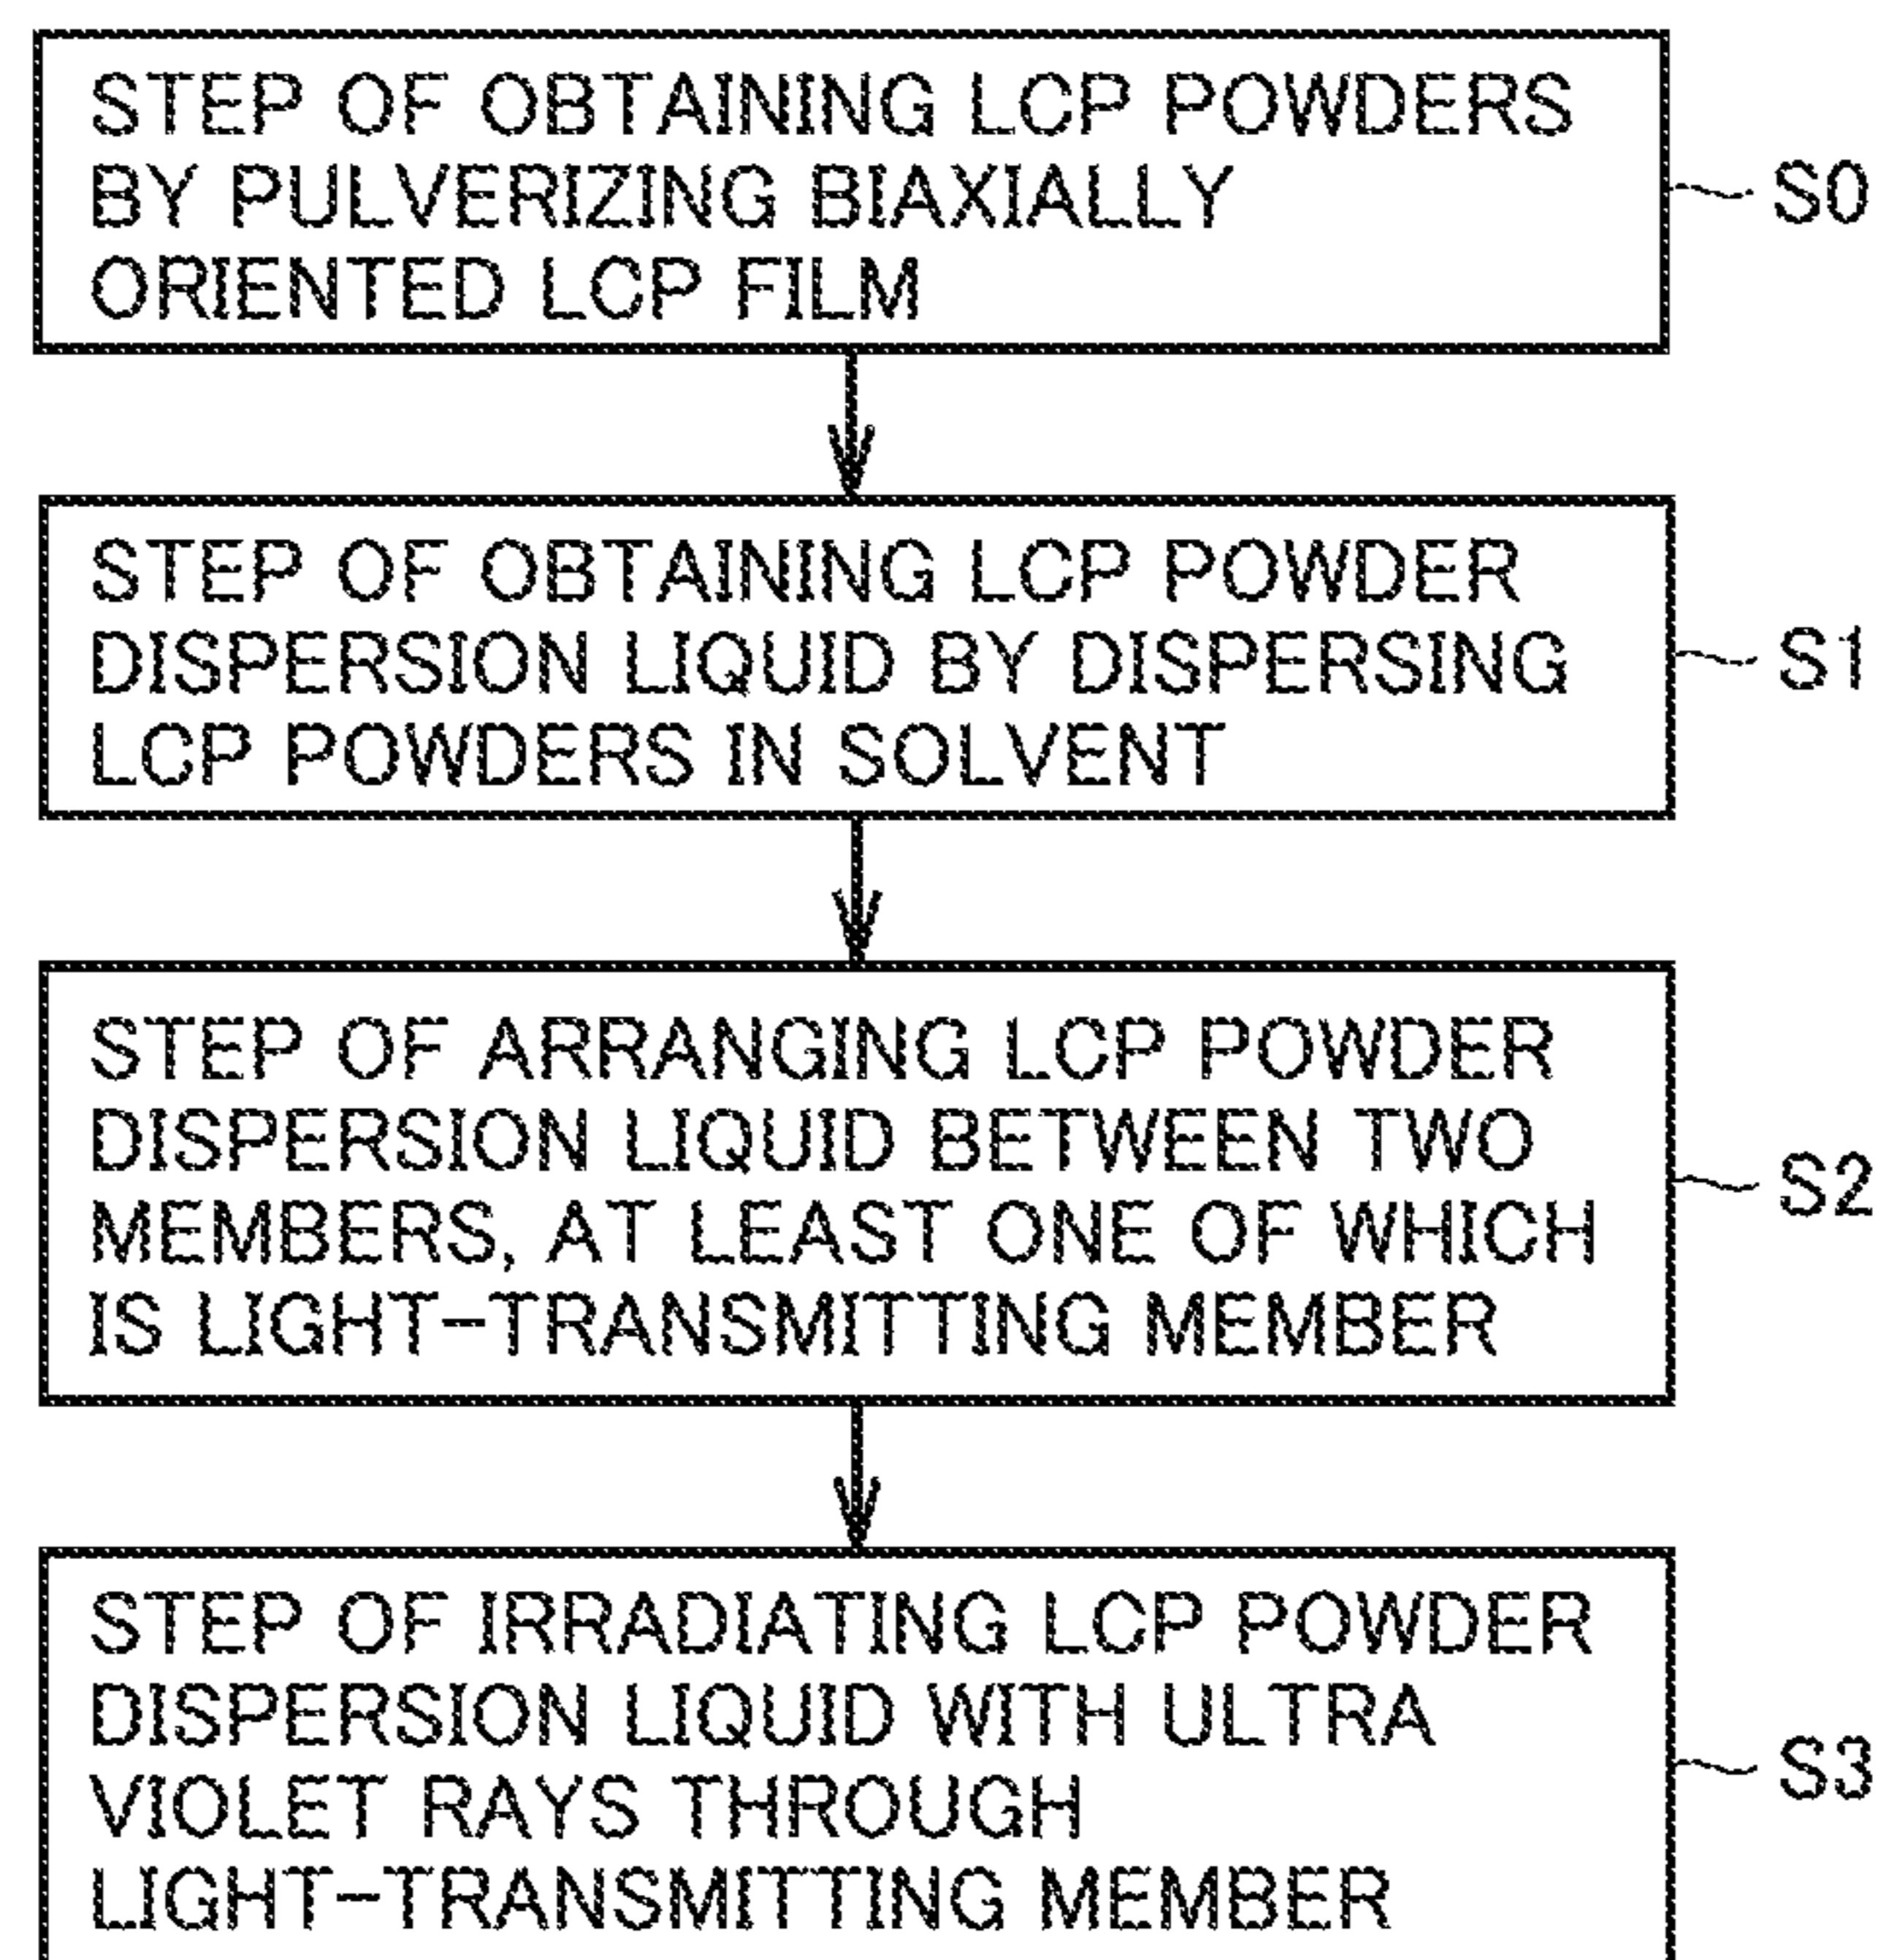 STEP OF OBTAINING LCP POWDERS
BY PULVERIZING BIAXIALLY
ORIENTED LCP FILM
S0
STEP OF OBTAINING LCP POWDER
DISPERSION LIQUID BY DISPERSING
LCP POWDERS IN SOLVENT
S1
STEP OF ARRANGING LCP POWDER
DISPERSION LIQUID BETWEEN TWO
MEMBERS, AT LEAST ONE OF WHICH
IS LIGHT-TRANSMITTING MEMBER
S2
STEP OF IRRADIATING LCP POWDER
DISPERSION LIQUID WITH ULTRA
VIOLET RAYS THROUGH
LIGHT-TRANSMITTING MEMBER
S3